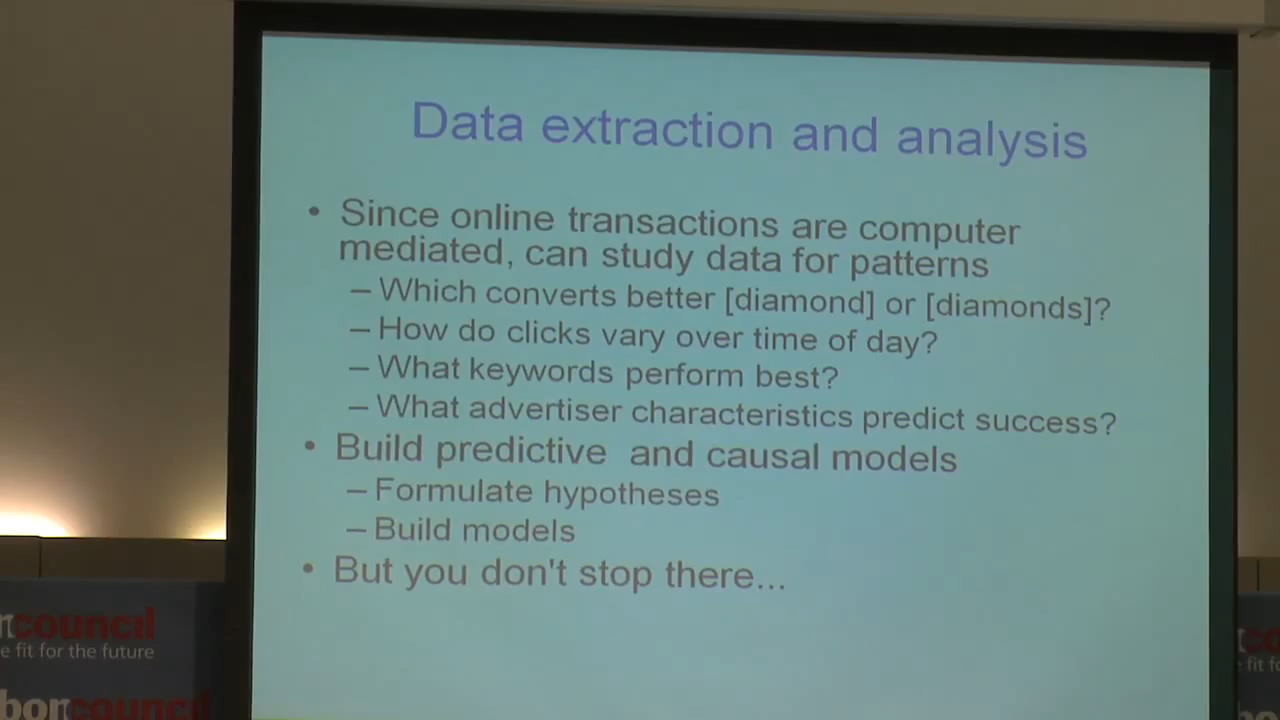 Data extraction and analysis
• Since online transactions are computer
mediated, can study data for patterns
– Which converts better [diamond] or [diamonds]?
– How do clicks vary over time of day?
– What keywords perform best?
– What advertiser characteristics predict success?
• Build predictive and causal models
– Formulate hypotheses
– Build models
• But you don't stop there...
council
e fit for the future
council
fit